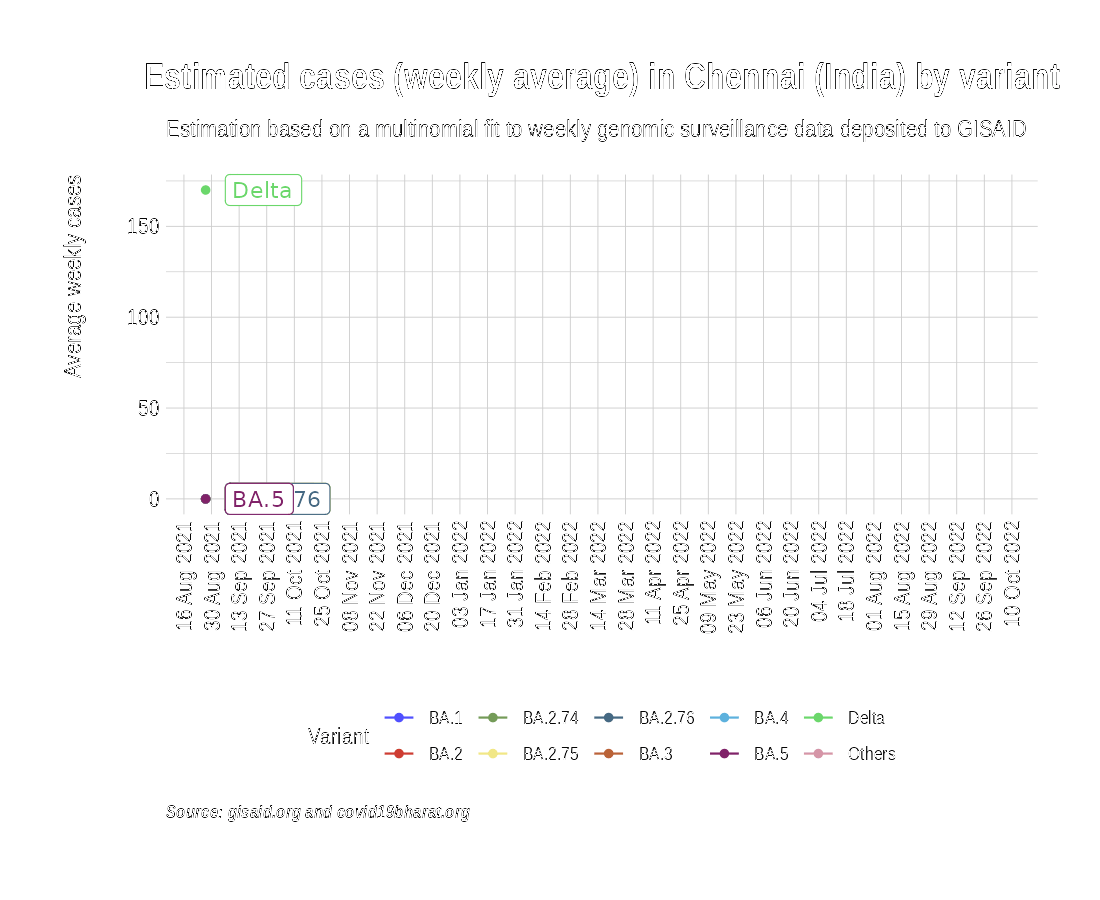 Estimated cases (weekly average) in Chennai (India) by variant
Estimation based on a multinomial fit to weekly genomic surveillance data deposited to GISAID
Average weekly cases
150
100
50
0
Delta
BA.5
76
16 Aug 2021
30 Aug 2021
13 Sep 2021
27 Sep 2021
11 Oct 2021
25 Oct 2021
08 Nov 2021
22 Nov 2021
06 Dec 2021
20 Dec 2021
03 Jan 2022
17 Jan 2022
31 Jan 2022
14 Feb 2022
28 Feb 2022
14 Mar 2022
28 Mar 2022
11 Apr 2022
25 Apr 2022
09 May 2022
23 May 2022
06 Jun 2022
20 Jun 2022
04 Jul 2022
18 Jul 2022
01 Aug 2022
15 Aug 2022
29 Aug 2022
12 Sep 2022
26 Sep 2022
10 Oct 2022
Variant
BA.1 BA.2.74 BA.2.76 BA.4 Delta
BA.2 BA.2.75 BA.3 BA.5 Others
Source: gisaid.org and covid19bharat.org